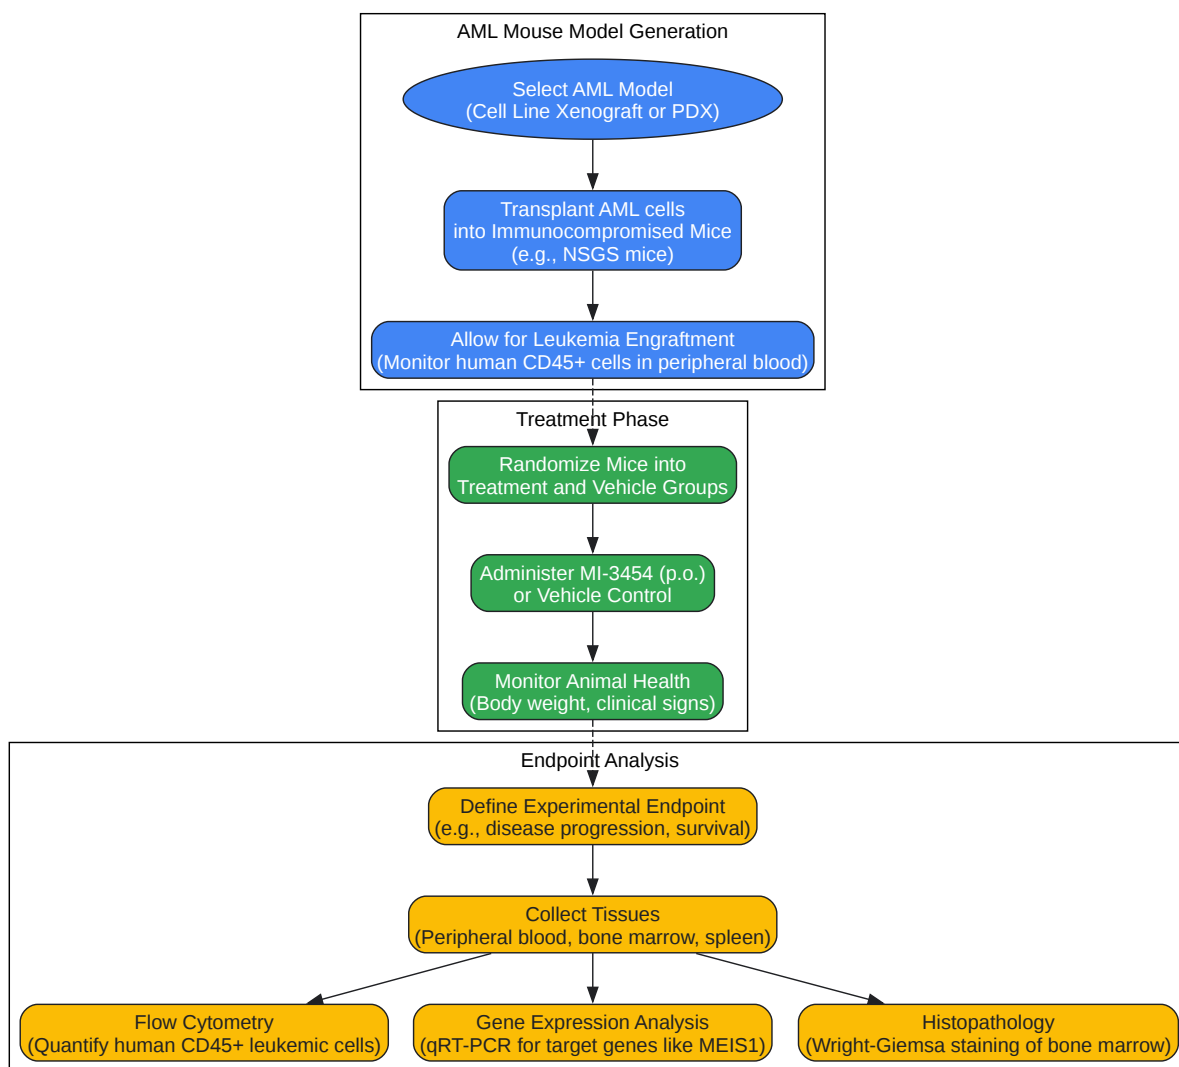 AML Mouse Model Generation
Select AML Model
(Cell Line Xenograft or PDX)
Transplant AML cells
into Immunocompromised Mice
(e.g., NSGS mice)
Allow for Leukemia Engraftment
(Monitor human CD45+ cells in peripheral blood)
Treatment Phase
Randomize Mice into
Treatment and Vehicle Groups
Administer MI-3454 (p.o.)
or Vehicle Control
Monitor Animal Health
(Body weight, clinical signs)
Endpoint Analysis
Define Experimental Endpoint
(e.g., disease progression, survival)
Collect Tissues
(Peripheral blood, bone marrow, spleen)
Flow Cytometry
(Quantify human CD45+ leukemic cells)
Gene Expression Analysis
(qRT-PCR for target genes like MEIS1)
Histopathology
(Wright-Giemsa staining of bone marrow)